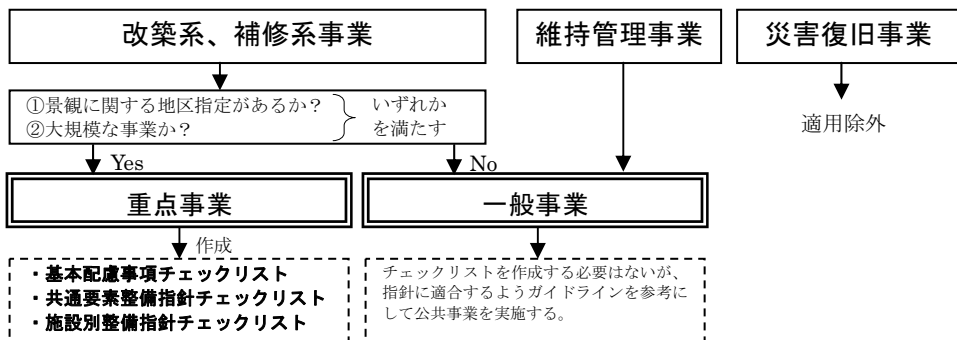 改築系、補修系事業
維持管理事業
災害復旧事業
①景観に関する地区指定があるか？
②大規模な事業か？
いずれか
を満たす
適用除外
Yes
No
重点事業
一般事業
作成
・基本配慮事項チェックリスト
・共通要素整備指針チェックリスト
・施設別整備指針チェックリスト
チェックリストを作成する必要はないが、
指針に適合するようガイドラインを参考に
して公共事業を実施する。